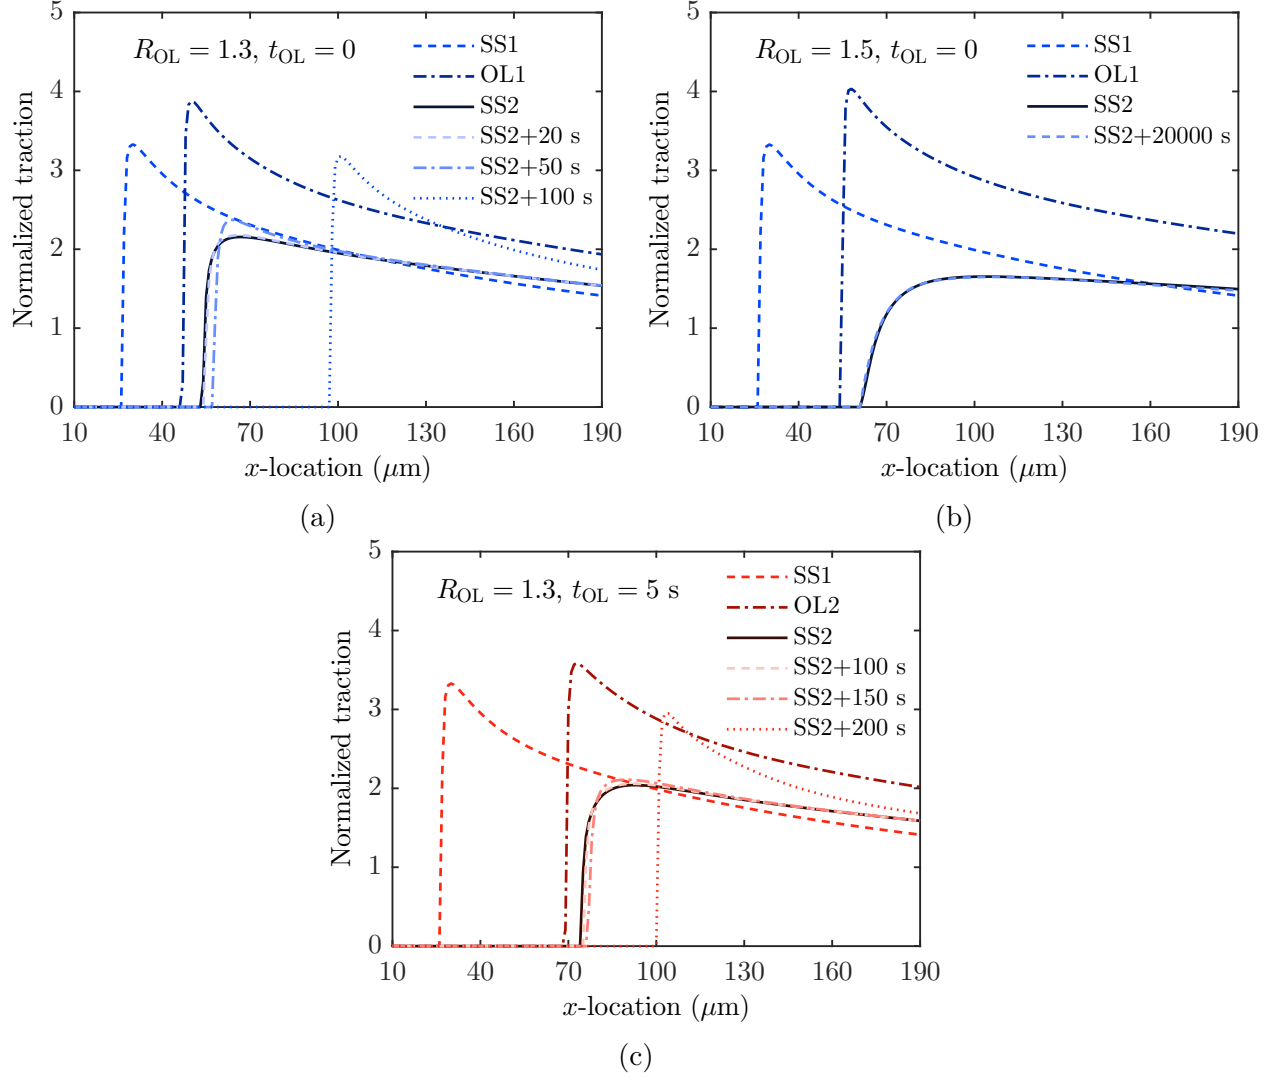 R_OL = 1.3, t_OL = 0
SS1
OL1
SS2
SS2+20 s
SS2+50 s
SS2+100 s
Normalized traction
0 1 2 3 4 5
10 40 70 100 130 160 190
x-location (μm)
(a)
R_OL = 1.5, t_OL = 0
SS1
OL1
SS2
SS2+20000 s
Normalized traction
0 1 2 3 4 5
10 40 70 100 130 160 190
x-location (μm)
(b)
R_OL = 1.3, t_OL = 5 s
SS1
OL2
SS2
SS2+100 s
SS2+150 s
SS2+200 s
Normalized traction
0 1 2 3 4 5
10 40 70 100 130 160 190
x-location (μm)
(c)